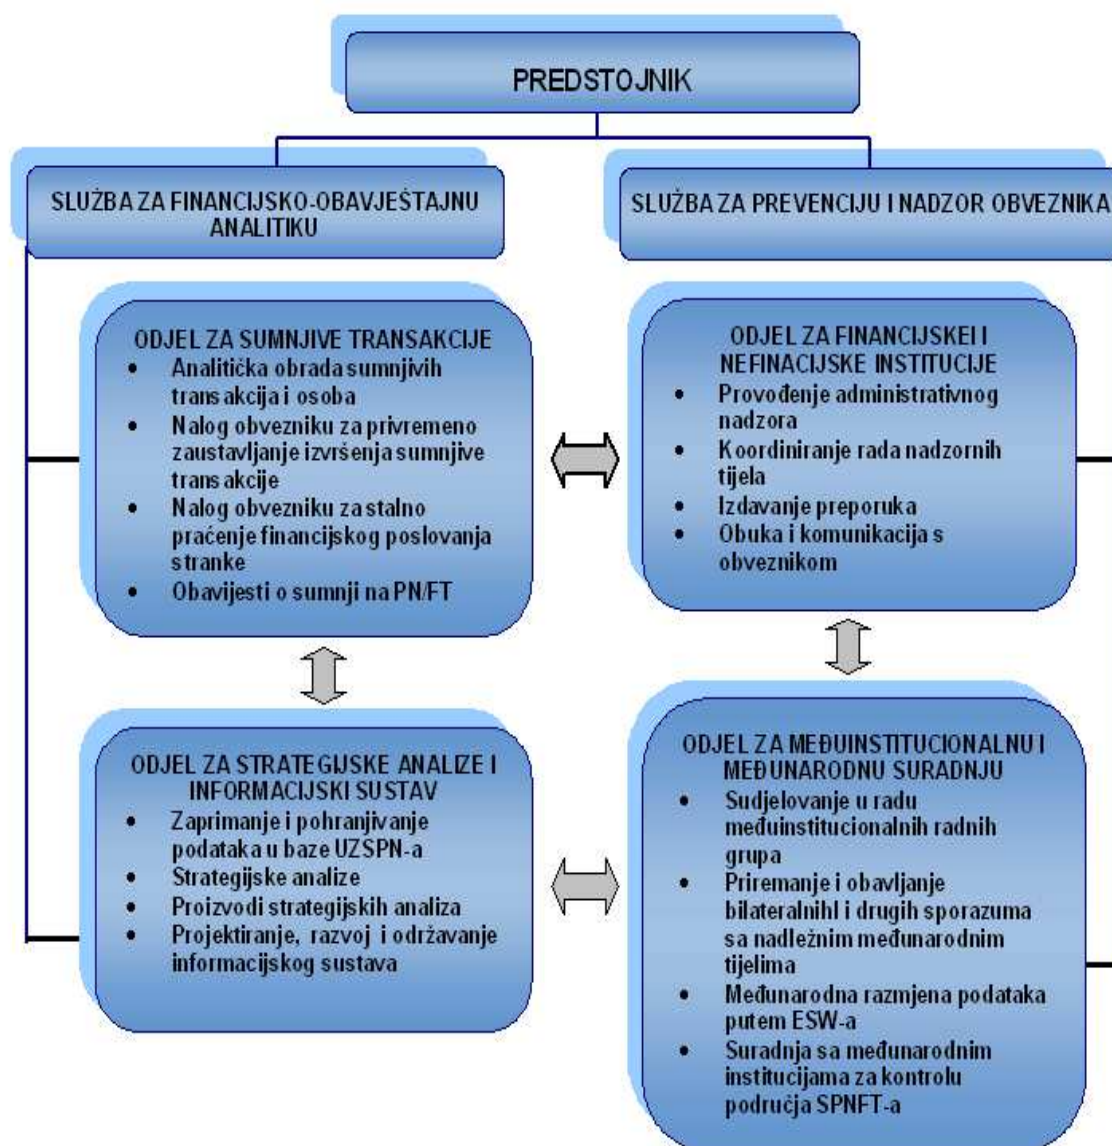 PREDSTOJNIK
SLUŽBA ZA FINANCIJSKO-OBAVJEŠTAJNU
ANALITIKU
SLUŽBA ZA PREVENCIJU I NADZOR OBVEZNIKA
ODJEL ZA SUMNJIVE TRANSAKCIJE
• Analitička obrada sumnjivih
transakcija i osoba
• Nalog obvezniku za privremeno
zaustavljanje izvršenja sumnjive
transakcije
• Nalog obvezniku za stalno
praćenje financijskog poslovanja
stranke
• Obavijesti o sumnji na PN/FT
ODJEL ZA FINANCIJSKEI I
NEFINACIJSKE INSTITUCIJE
• Provođenje administrativnog
nadzora
• Koordiniranje rada nadzornih
tijela
• Izdavanje preporuka
• Obuka i komunikacija s
obveznikom
ODJEL ZA STRATEGIJSKE ANALIZE I
INFORMACIJSKI SUSTAV
• Zaprimanje i pohranjivanje
podataka u baze UZSPN-a
• Strategijske analize
• Proizvodi strategijskih analiza
• Projektiranje, razvoj i održavanje
informacijskog sustava
ODJEL ZA MEĐUINSTITUCIONALNU I
MEĐUNARODNU SURADNJU
• Sudjelovanje u radu
međuinstitucionalnih radnih
grupa
• Priremanje i obavljanje
bilateralnihl i drugih sporazuma
sa nadležnim međunarodnim
tijelima
• Međunarodna razmjena podataka
putem ESW-a
• Suradnja sa međunarodnim
institucijama za kontrolu
područja SPNFT-a